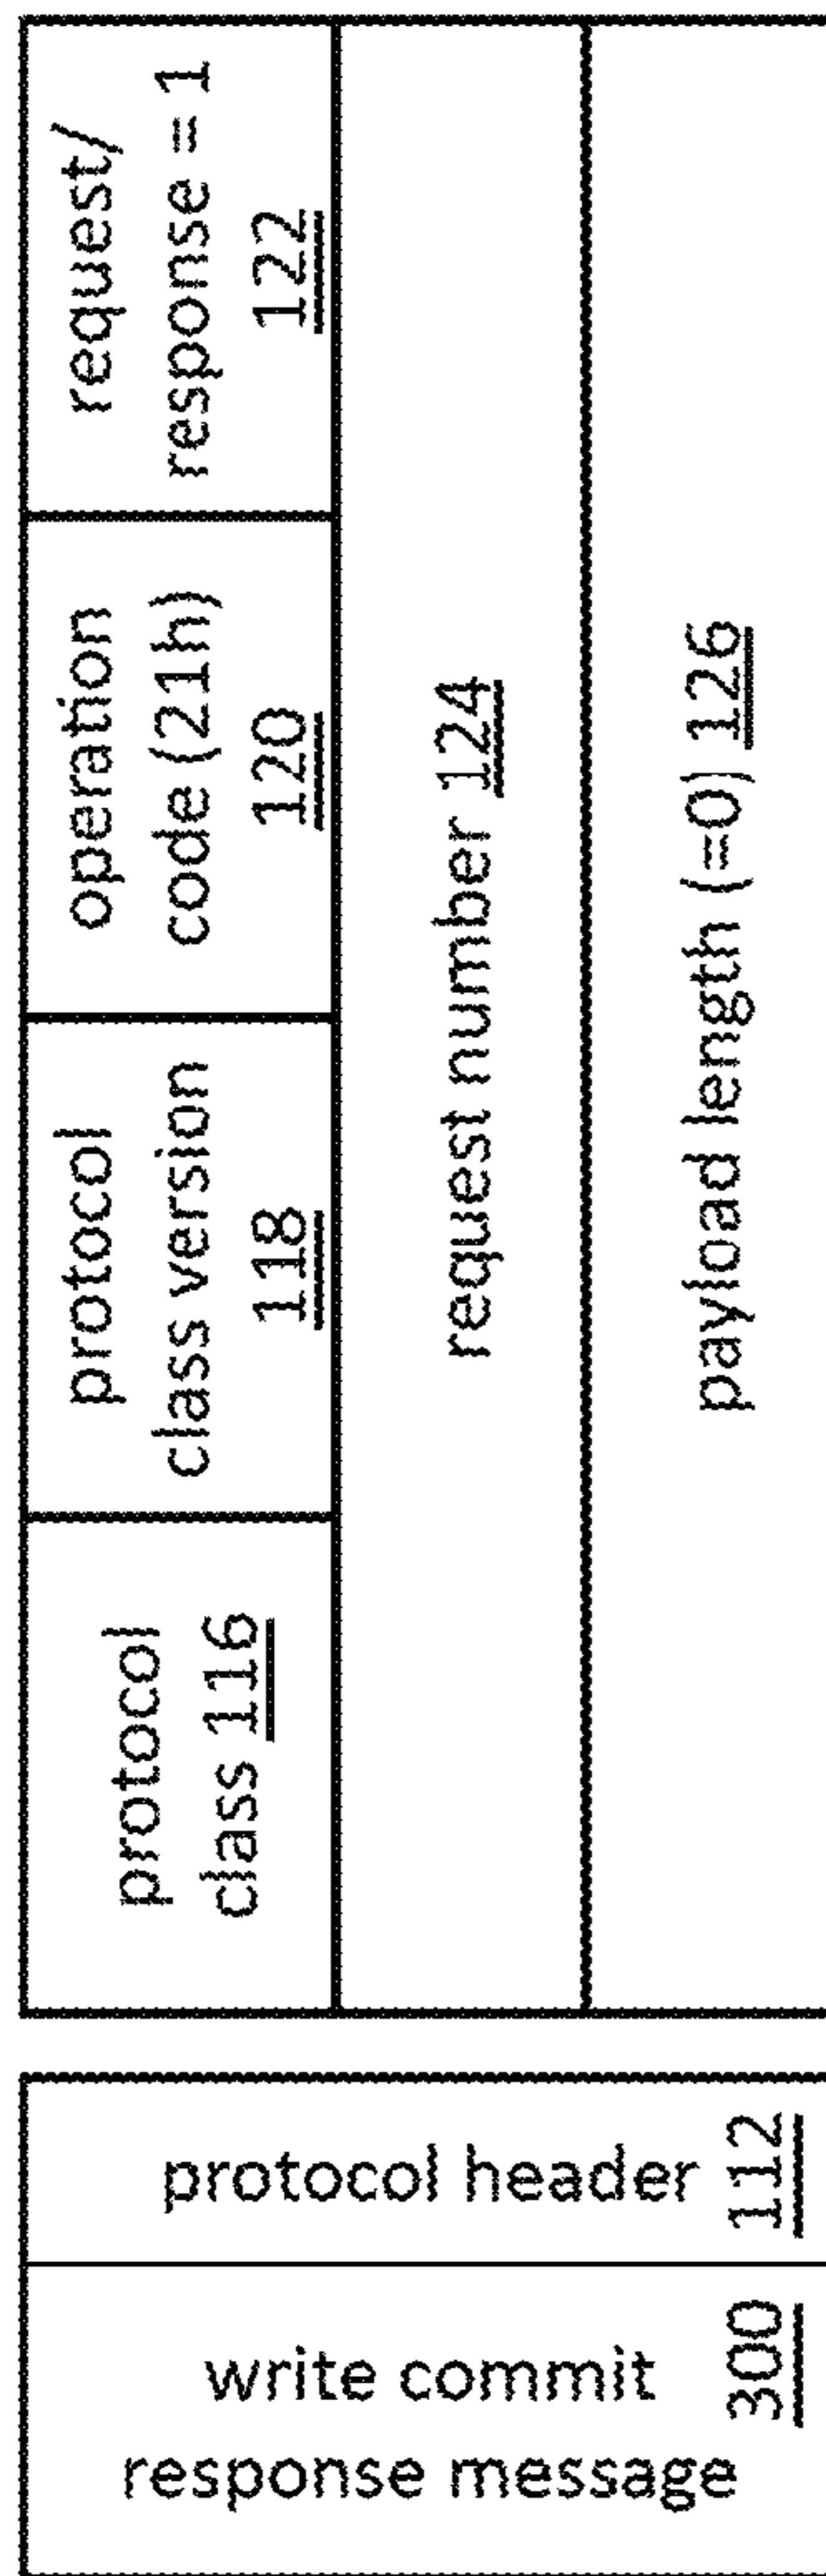 write commit
response message
300
protocol header
112
protocol
class 116
protocol
class version
118
operation
code (21h)
120
request/
response = 1
122
request number 124
payload length (=0) 126